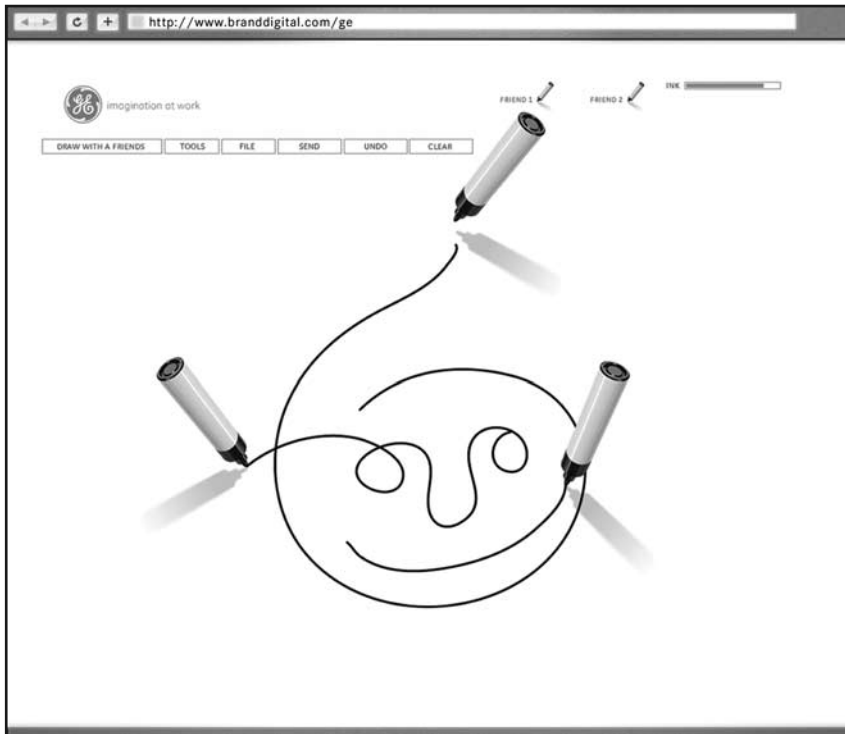 http://www.branddigital.com/ge
GE imagination at work
FRIEND 1
FRIEND 2
INK
DRAW WITH A FRIENDS
TOOLS
FILE
SEND
UNDO
CLEAR